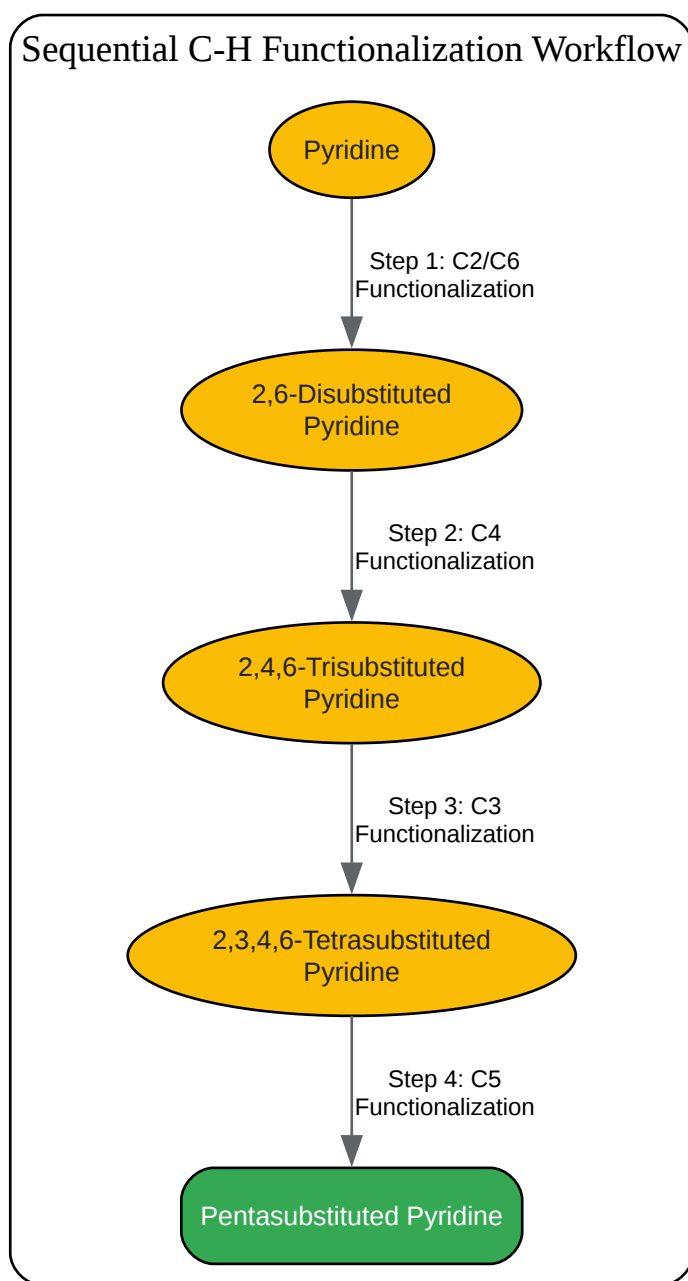 Sequential C-H Functionalization Workflow
Pyridine
Step 1: C2/C6
Functionalization
2,6-Disubstituted
Pyridine
Step 2: C4
Functionalization
2,4,6-Trisubstituted
Pyridine
Step 3: C3
Functionalization
2,3,4,6-Tetrasubstituted
Pyridine
Step 4: C5
Functionalization
Pentasubstituted Pyridine